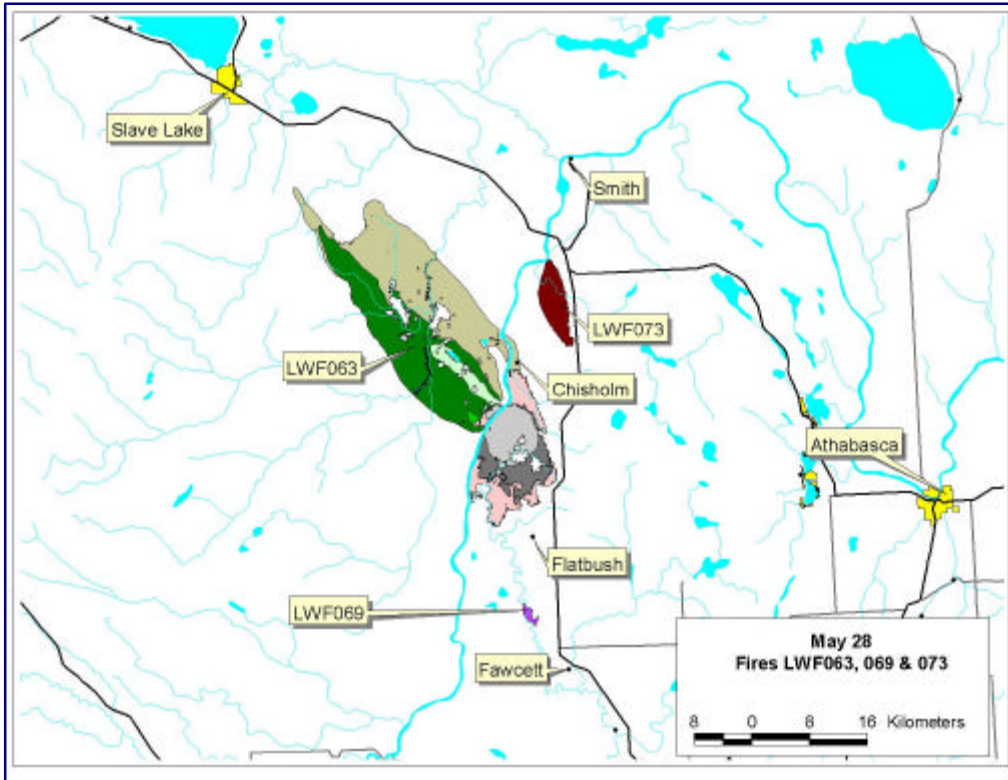 Slave Lake
Smith
LWF073
LWF063
Chisholm
Athabasca
Flatbush
LWF069
Fawcett
May 28
Fires LWF063, 069 & 073
8 0 8 16 Kilometers